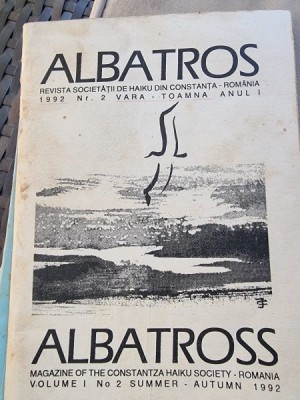 ALBATROS
REVISTA SOCIETĂȚII DE HAIKU DIN CONSTANȚA - ROMÂNIA
1992 Nr. 2 VARA - TOAMNA ANUL I
ALBATROSS
MAGAZINE OF THE CONSTANTZA HAIKU SOCIETY - ROMANIA
VOLUME I No 2 SUMMER - AUTUMN 1992